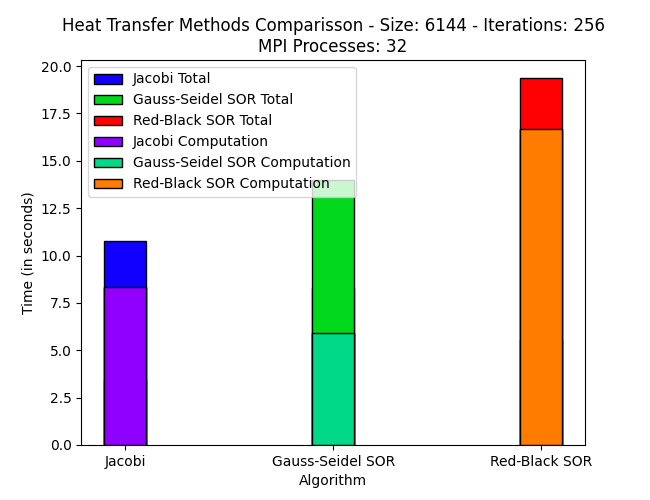 Heat Transfer Methods Comparisson - Size: 6144 - Iterations: 256
MPI Processes: 32
20.0
17.5
15.0
12.5
10.0
7.5
5.0
2.5
0.0
Time (in seconds)
Jacobi Total
Gauss-Seidel SOR Total
Red-Black SOR Total
Jacobi Computation
Gauss-Seidel SOR Computation
Red-Black SOR Computation
Jacobi
Gauss-Seidel SOR
Red-Black SOR
Algorithm